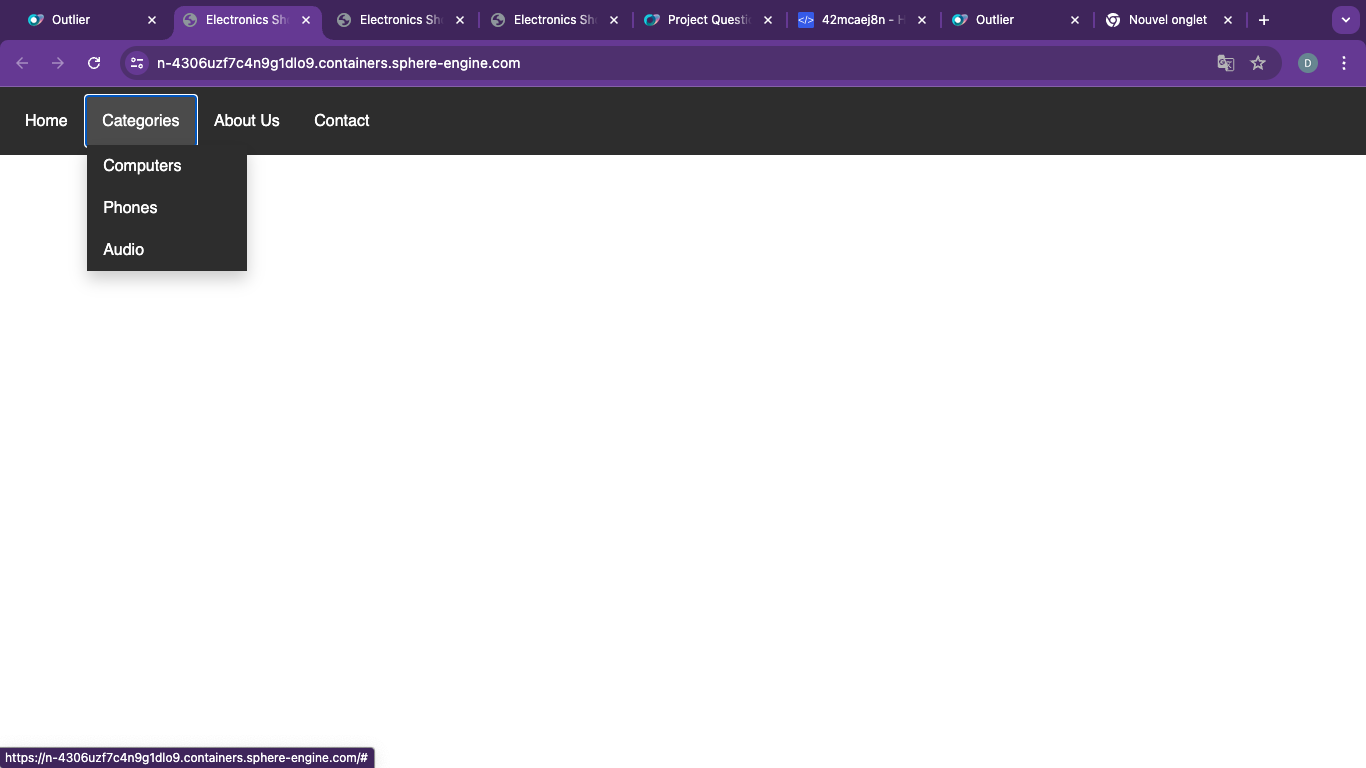 Outlier
Electronics Sh
Electronics Sh
Electronics Sh
Project Questi
42mcaej8n - H
Outlier
Nouvel onglet
n-4306uzf7c4n9g1dlo9.containers.sphere-engine.com
D
Home
Categories
About Us
Contact
Computers
Phones
Audio
https://n-4306uzf7c4n9g1dlo9.containers.sphere-engine.com/#